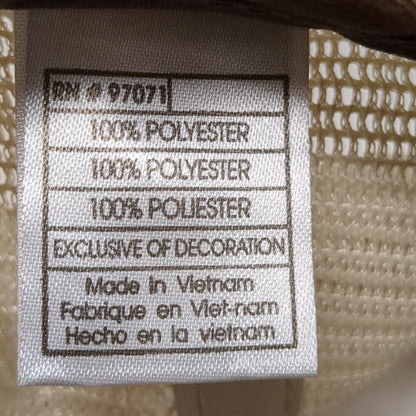 RN # 97071
100% POLYESTER
100% POLYESTER
100% POLIESTER
EXCLUSIVE OF DECORATION
Made in Vietnam
Fabrique en Viet-nam
Hecho en la vietnam